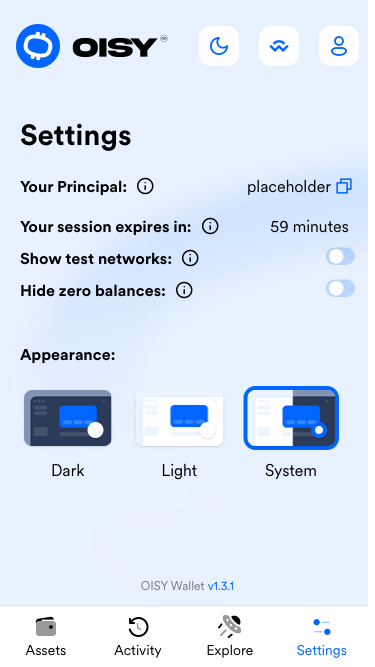 OISY
Settings
Your Principal: placeholder
Your session expires in: 59 minutes
Show test networks:
Hide zero balances:
Appearance:
Dark Light System
OISY Wallet v1.3.1
Assets Activity Explore Settings